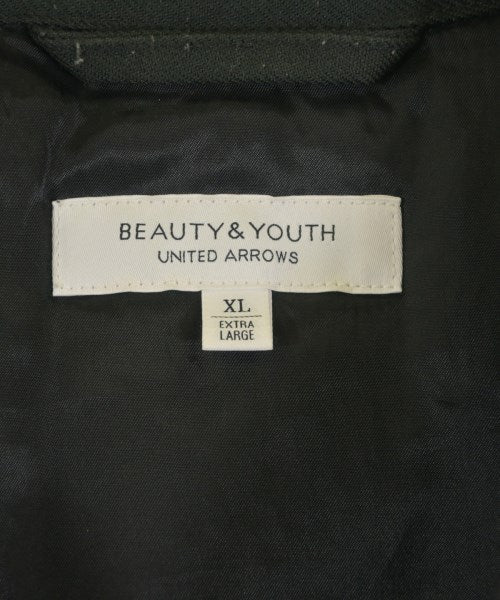 BEAUTY&YOUTH
UNITED ARROWS
XL
EXTRA
LARGE